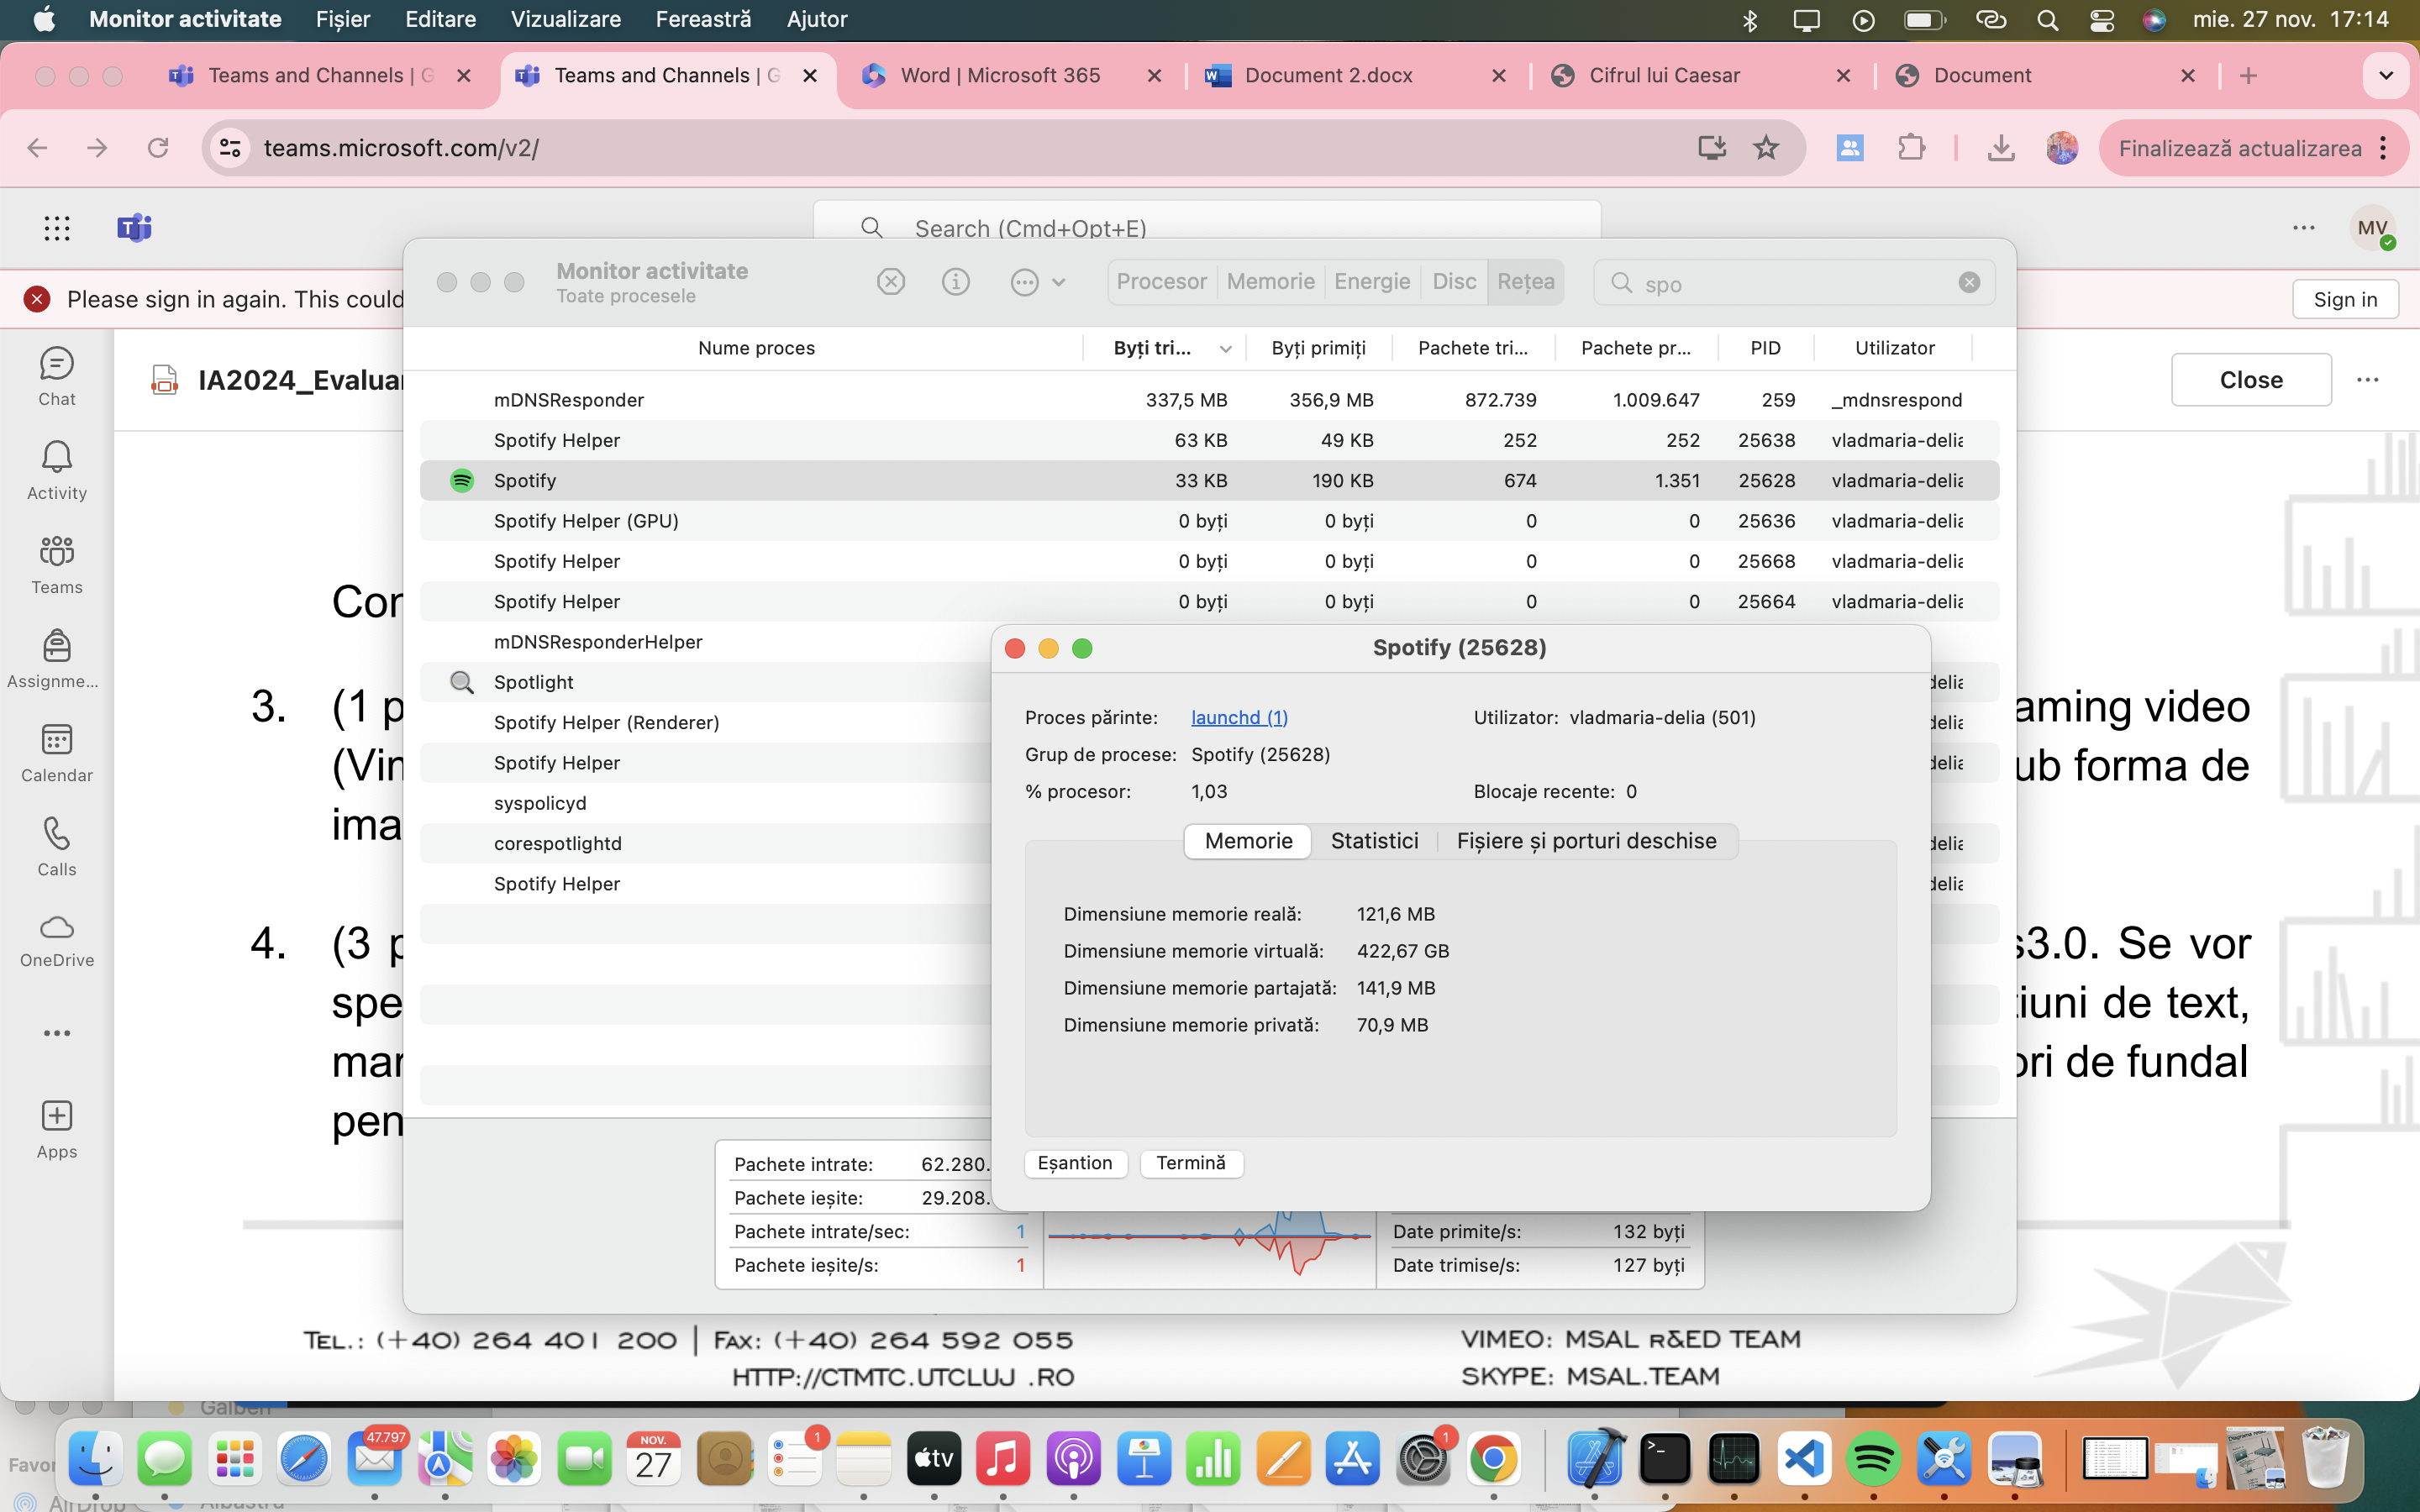 Monitor activitate Fișier Editare Vizualizare Fereastră Ajutor mie. 27 nov. 17:14
Teams and Channels | G Teams and Channels | G Word | Microsoft 365 Document 2.docx Cifrul lui Caesar Document
teams.microsoft.com/v2/ Finalizează actualizarea
Search (Cmd+Opt+E) MV
Please sign in again. This could Sign in
Chat
Activity
Teams
Assignme...
Calendar
Calls
OneDrive
Apps
IA2024_Evaluar Close
Monitor activitate
Toate procesele
Procesor Memorie Energie Disc Rețea spo
Nume proces Byți tri... Byți primiți Pachete tri... Pachete pr... PID Utilizator
mDNSResponder 337,5 MB 356,9 MB 872.739 1.009.647 259 _mdnsrespond
Spotify Helper 63 KB 49 KB 252 252 25638 vladmaria-delia
Spotify 33 KB 190 KB 674 1.351 25628 vladmaria-delia
Spotify Helper (GPU) 0 byți 0 byți 0 0 25636 vladmaria-delia
Spotify Helper 0 byți 0 byți 0 0 25668 vladmaria-delia
Spotify Helper 0 byți 0 byți 0 0 25664 vladmaria-delia
mDNSResponderHelper
Spotlight delia
Spotify Helper (Renderer) delia
Spotify Helper delia
syspolicyd
corespotlightd delia
Spotify Helper delia
Spotify (25628)
Proces părinte: launchd (1) Utilizator: vladmaria-delia (501)
Grup de procese: Spotify (25628)
% procesor: 1,03 Blocaje recente: 0
Memorie Statistici Fișiere și porturi deschise
Dimensiune memorie reală: 121,6 MB
Dimensiune memorie virtuală: 422,67 GB
Dimensiune memorie partajată: 141,9 MB
Dimensiune memorie privată: 70,9 MB
Eșantion Termină
Pachete intrate: 62.280.
Pachete ieșite: 29.208.
Pachete intrate/sec: 1 Date primite/s: 132 byți
Pachete ieșite/s: 1 Date trimise/s: 127 byți
Cor
3. (1 p aming video
(Vin ub forma de
ima
4. (3 p s3.0. Se vor
spe țiuni de text,
mar ori de fundal
pen
Tel.: (+40) 264 401 200 | Fax: (+40) 264 592 055 VIMEO: MSAL R&ED TEAM
HTTP://CTMTC.UTCLUJ .RO SKYPE: MSAL.TEAM
Galben
Favor
AirDrop Albastru
47.797 NOV. 27 1 tv 1